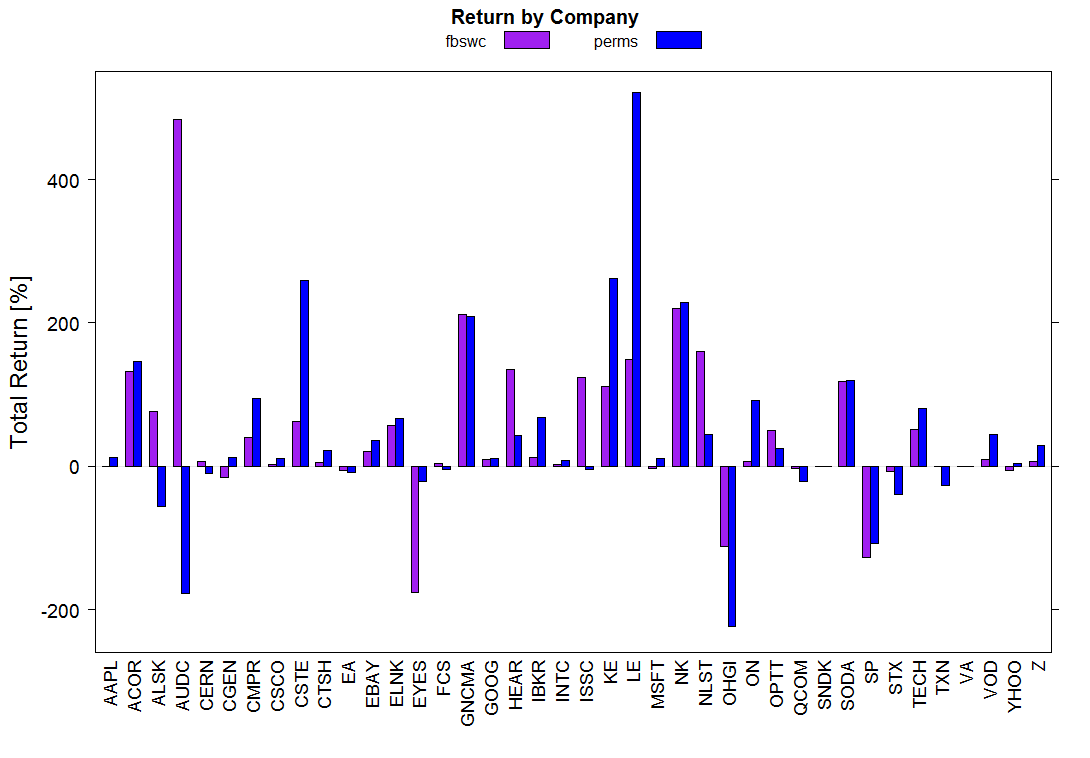 Return by Company
fbswc perms
Total Return [%]
400
200
0
-200
AAPL
ACOR
ALSK
AUDC
CERN
CGEN
CMPR
CSCO
CSTE
CTSH
EA
EBAY
ELNK
EYES
FCS
GNCMA
GOOG
HEAR
IBKR
INTC
ISSC
KE
LE
MSFT
NK
NLST
OHGI
ON
OPTT
QCOM
SNDK
SODA
SP
STX
TECH
TXN
VA
VOD
YHOO
Z